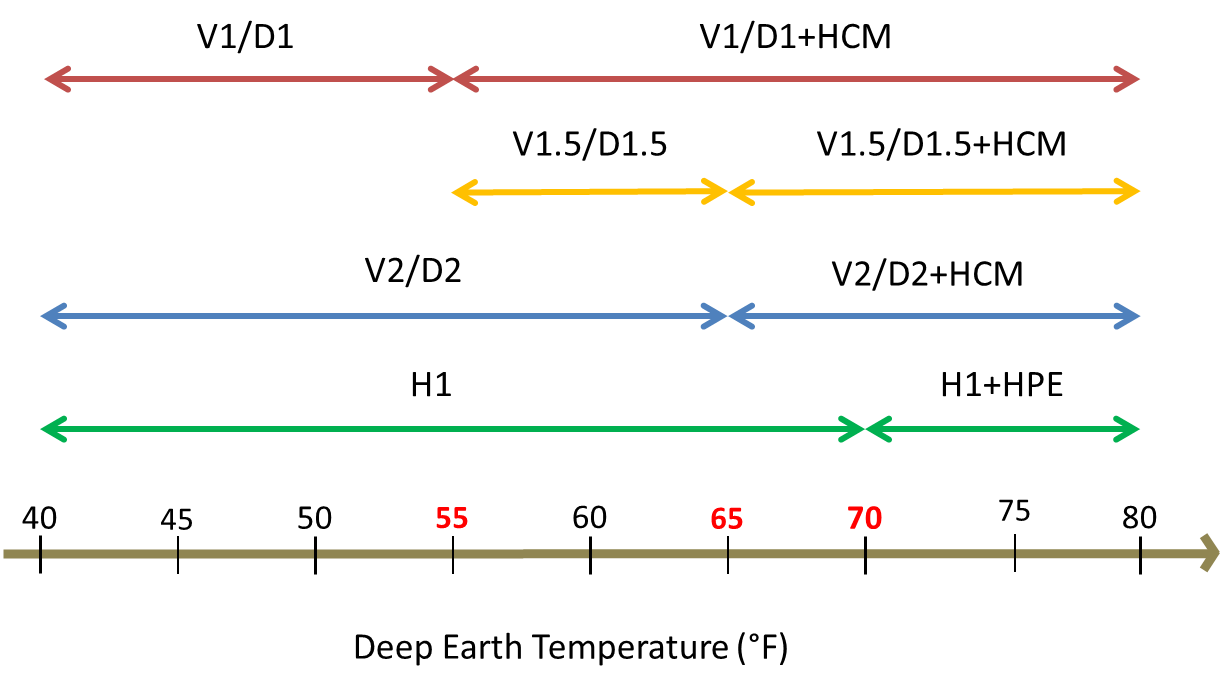 V1/D1 V1/D1+HCM
V1.5/D1.5 V1.5/D1.5+HCM
V2/D2 V2/D2+HCM
H1 H1+HPE
40 45 50 55 60 65 70 75 80
Deep Earth Temperature (°F)